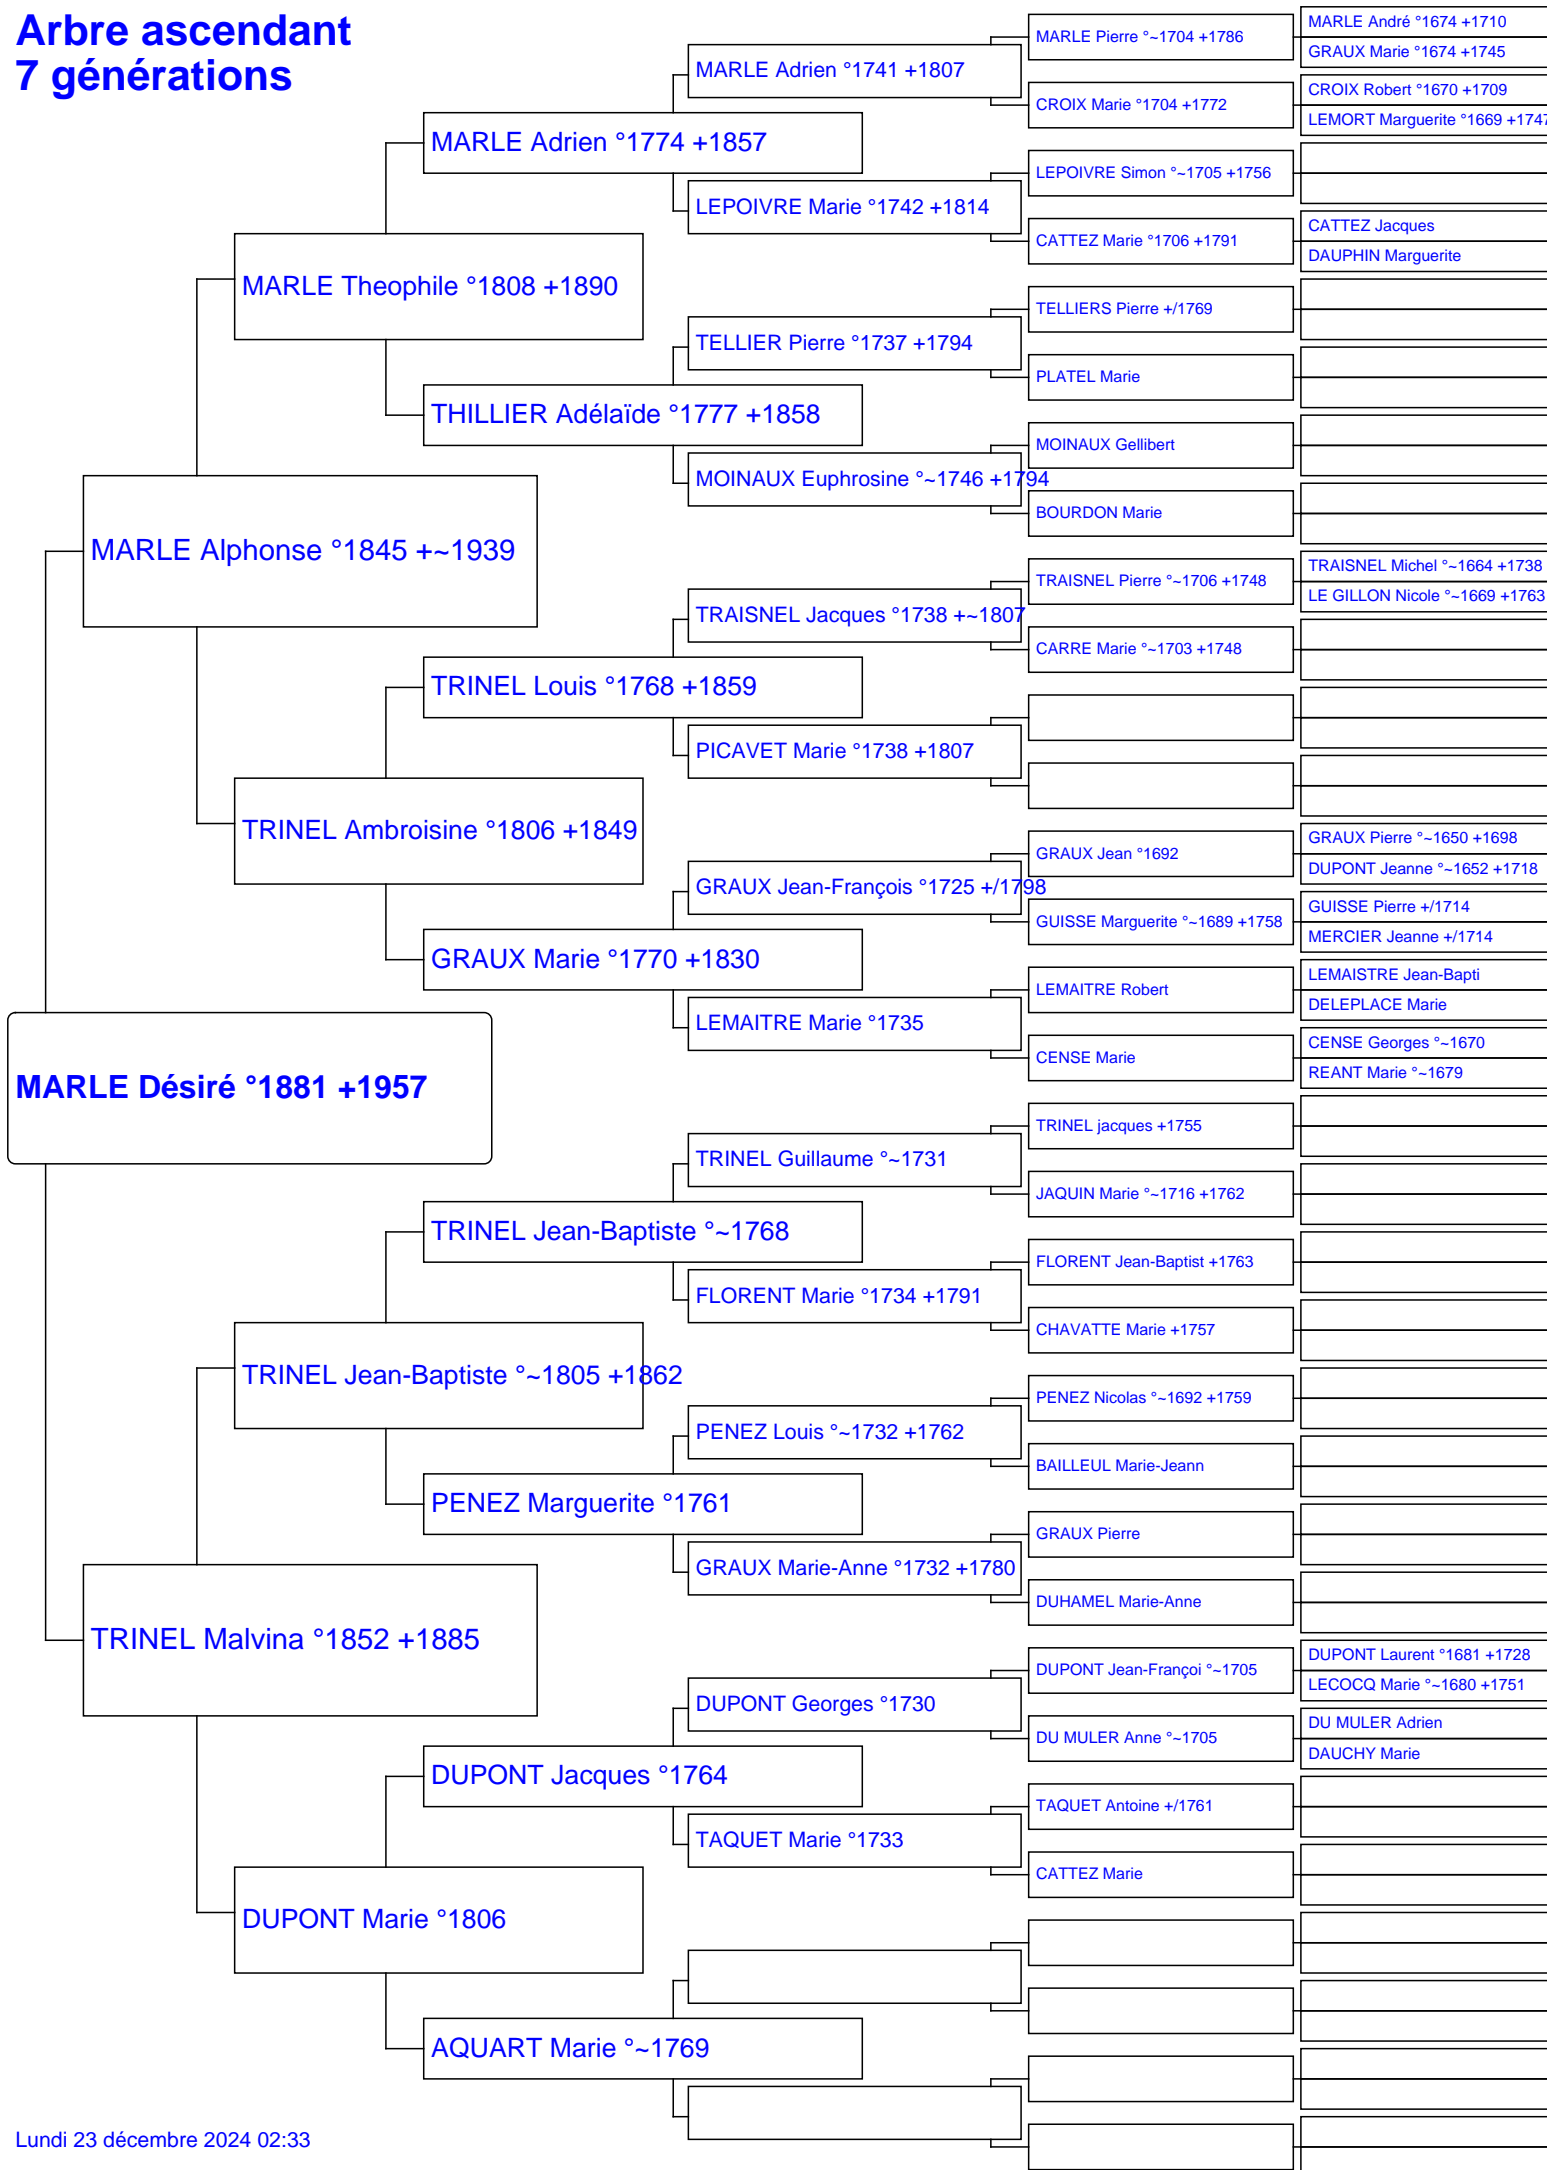 Arbre ascendant
7 générations
MARLE Désiré °1881 +1957
MARLE Alphonse °1845 +~1939
TRINEL Malvina °1852 +1885
MARLE Theophile °1808 +1890
TRINEL Ambroisine °1806 +1849
TRINEL Jean-Baptiste °~1805 +1862
DUPONT Marie °1806
MARLE Adrien °1774 +1857
THILLIER Adélaïde °1777 +1858
TRINEL Louis °1768 +1859
GRAUX Marie °1770 +1830
TRINEL Jean-Baptiste °~1768
PENEZ Marguerite °1761
DUPONT Jacques °1764
AQUART Marie °~1769
MARLE Adrien °1741 +1807
LEPOIVRE Marie °1742 +1814
TELLIER Pierre °1737 +1794
MOINAUX Euphrosine °~1746 +1794
TRAISNEL Jacques °1738 +~1807
PICAVET Marie °1738 +1807
GRAUX Jean-François °1725 +/1798
LEMAITRE Marie °1735
TRINEL Guillaume °~1731
FLORENT Marie °1734 +1791
PENEZ Louis °~1732 +1762
GRAUX Marie-Anne °1732 +1780
DUPONT Georges °1730
TAQUET Marie °1733
MARLE Pierre °~1704 +1786
CROIX Marie °1704 +1772
LEPOIVRE Simon °~1705 +1756
CATTEZ Marie °1706 +1791
TELLIERS Pierre +/1769
PLATEL Marie
MOINAUX Gellibert
BOURDON Marie
TRAISNEL Pierre °~1706 +1748
CARRE Marie °~1703 +1748
GRAUX Jean °1692
GUISSE Marguerite °~1689 +1758
LEMAITRE Robert
CENSE Marie
TRINEL jacques +1755
JAQUIN Marie °~1716 +1762
FLORENT Jean-Baptist +1763
CHAVATTE Marie +1757
PENEZ Nicolas °~1692 +1759
BAILLEUL Marie-Jeann
GRAUX Pierre
DUHAMEL Marie-Anne
DUPONT Jean-Françoi °~1705
DU MULER Anne °~1705
TAQUET Antoine +/1761
CATTEZ Marie
MARLE André °1674 +1710
GRAUX Marie °1674 +1745
CROIX Robert °1670 +1709
LEMORT Marguerite °1669 +1747
CATTEZ Jacques
DAUPHIN Marguerite
TRAISNEL Michel °~1664 +1738
LE GILLON Nicole °~1669 +1763
GRAUX Pierre °~1650 +1698
DUPONT Jeanne °~1652 +1718
GUISSE Pierre +/1714
MERCIER Jeanne +/1714
LEMAISTRE Jean-Bapti
DELEPLACE Marie
CENSE Georges °~1670
REANT Marie °~1679
DUPONT Laurent °1681 +1728
LECOCQ Marie °~1680 +1751
DU MULER Adrien
DAUCHY Marie
Lundi 23 décembre 2024 02:33